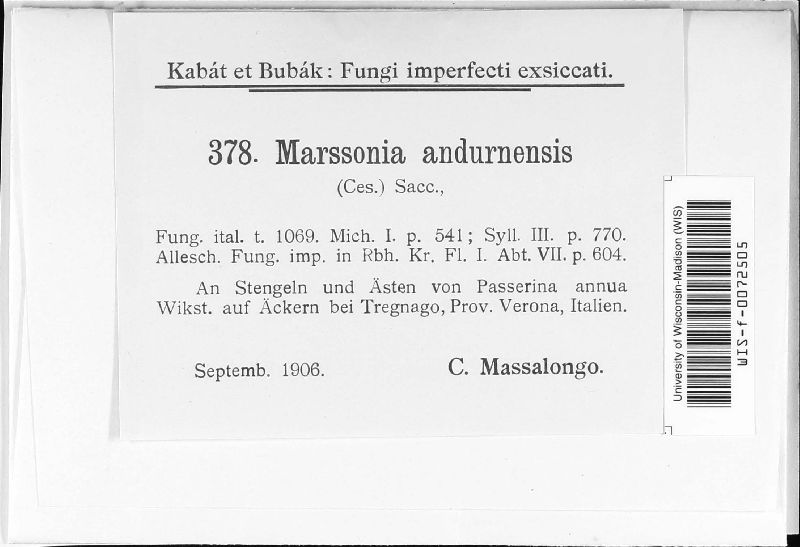 Kabát et Bubák: Fungi imperfecti exsiccati.
378. Marssonia andurnensis
(Ces.) Sacc.,
Fung. ital. t. 1069. Mich. I. p. 541; Syll. III. p. 770.
Allesch. Fung. imp. in Rbh. Kr. Fl. I. Abt. VII. p. 604.
An Stengeln und Ästen von Passerina annua
Wikst. auf Äckern bei Tregnago, Prov. Verona, Italien.
Septemb. 1906.
C. Massalongo.
University of Wisconsin-Madison (WIS)
WIS-f-0072505